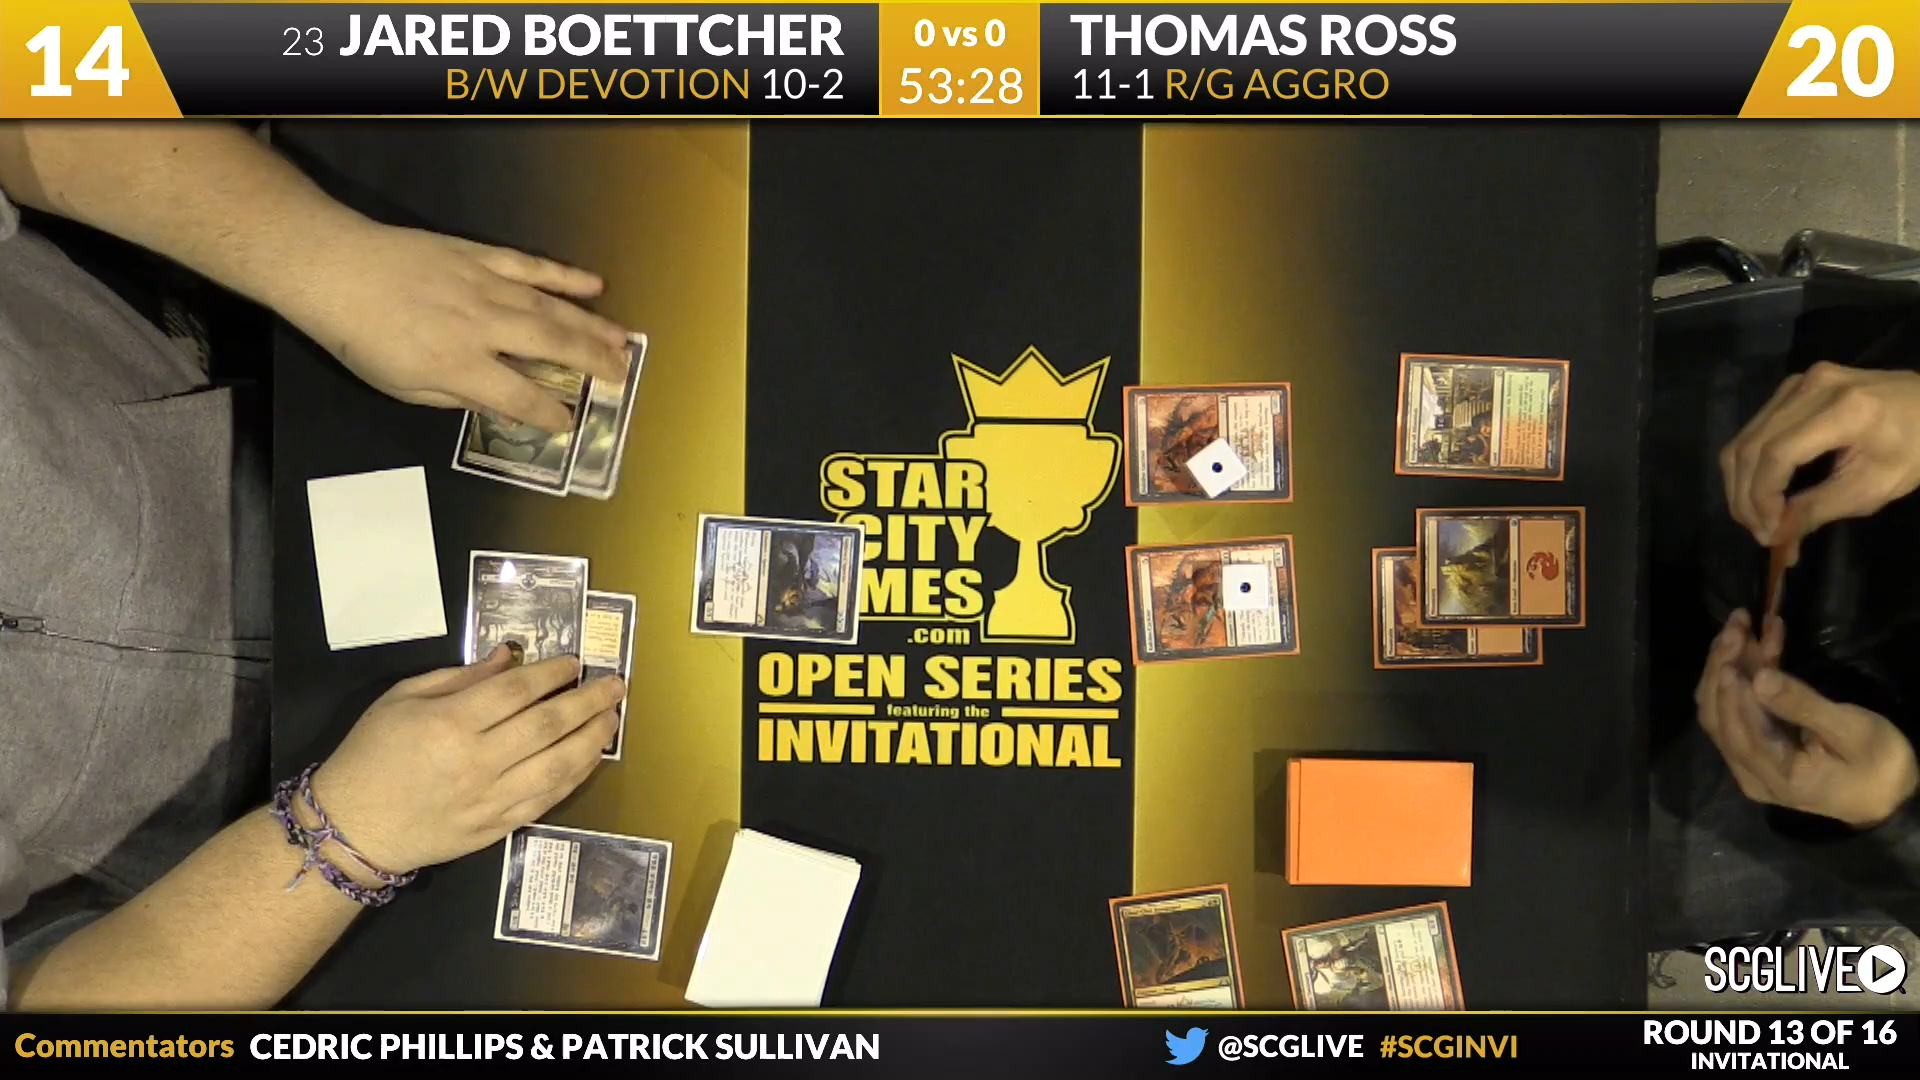 14
23 JARED BOETTCHER
B/W DEVOTION 10-2
0 vs 0
53:28
THOMAS ROSS
11-1 R/G AGGRO
20
STAR
CITY
MES
.com
OPEN SERIES
featuring the
INVITATIONAL
SCGLIVE
Commentators CEDRIC PHILLIPS & PATRICK SULLIVAN
@SCGLIVE #SCGINVI
ROUND 13 OF 16
INVITATIONAL